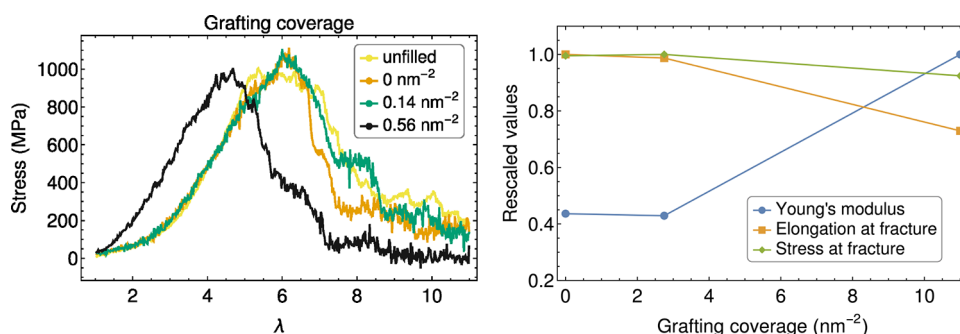 Grafting coverage
Stress (MPa)
1000
800
600
400
200
0
2
4
6
8
10
λ
unfilled
0 nm⁻²
0.14 nm⁻²
0.56 nm⁻²
Rescaled values
1.0
0.8
0.6
0.4
0.2
0
2
4
6
8
10
Grafting coverage (nm⁻²)
Young's modulus
Elongation at fracture
Stress at fracture